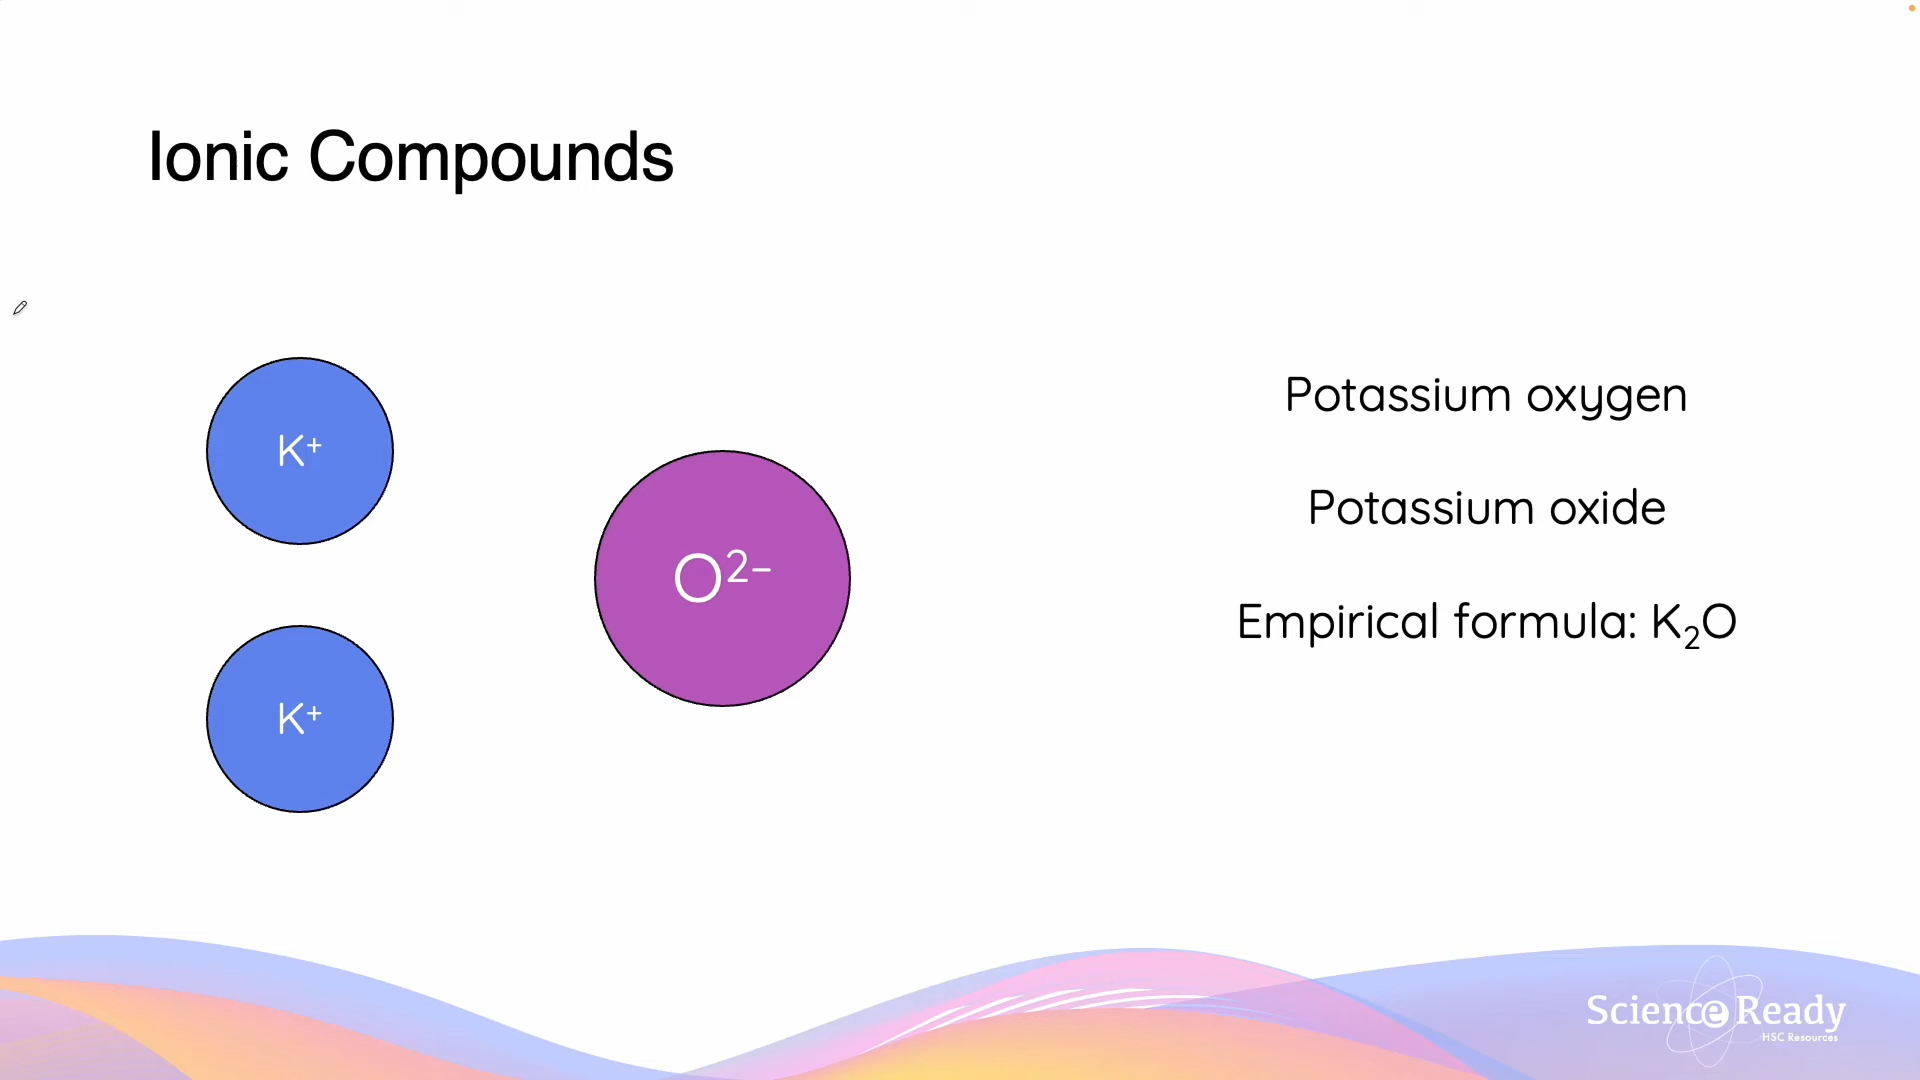 Ionic Compounds
K⁺
O²⁻
K⁺
Potassium oxygen
Potassium oxide
Empirical formula: K₂O
Science Ready
HSC Resources